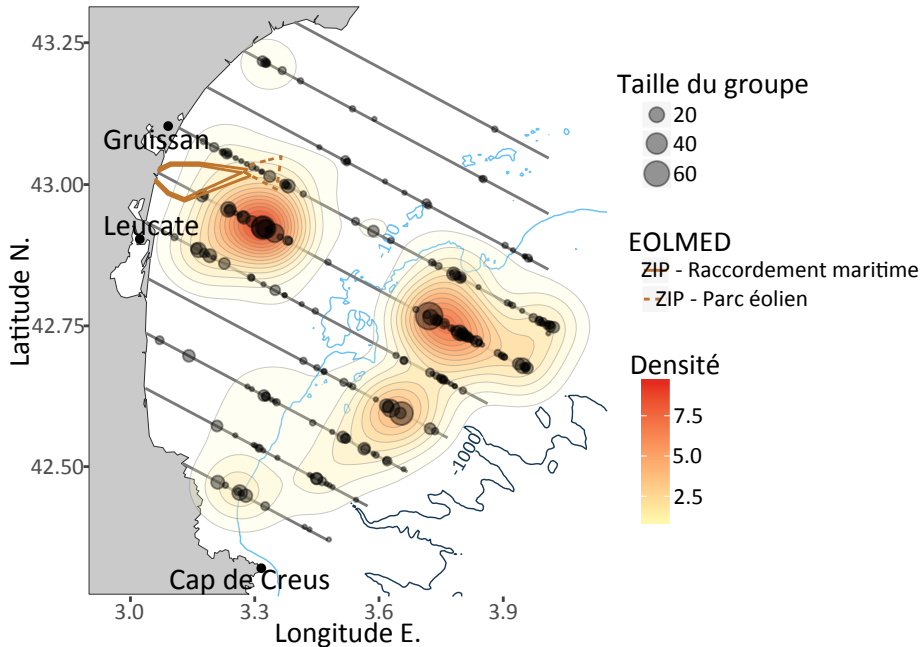 43.25
43.00
42.75
42.50
Latitude N.
3.0
3.3
3.6
3.9
Longitude E.
Gruissan
Leucate
Cap de Creus
-100
-1000
Taille du groupe
20
40
60
EOLMED
ZIP - Raccordement maritime
ZIP - Parc éolien
Densité
7.5
5.0
2.5